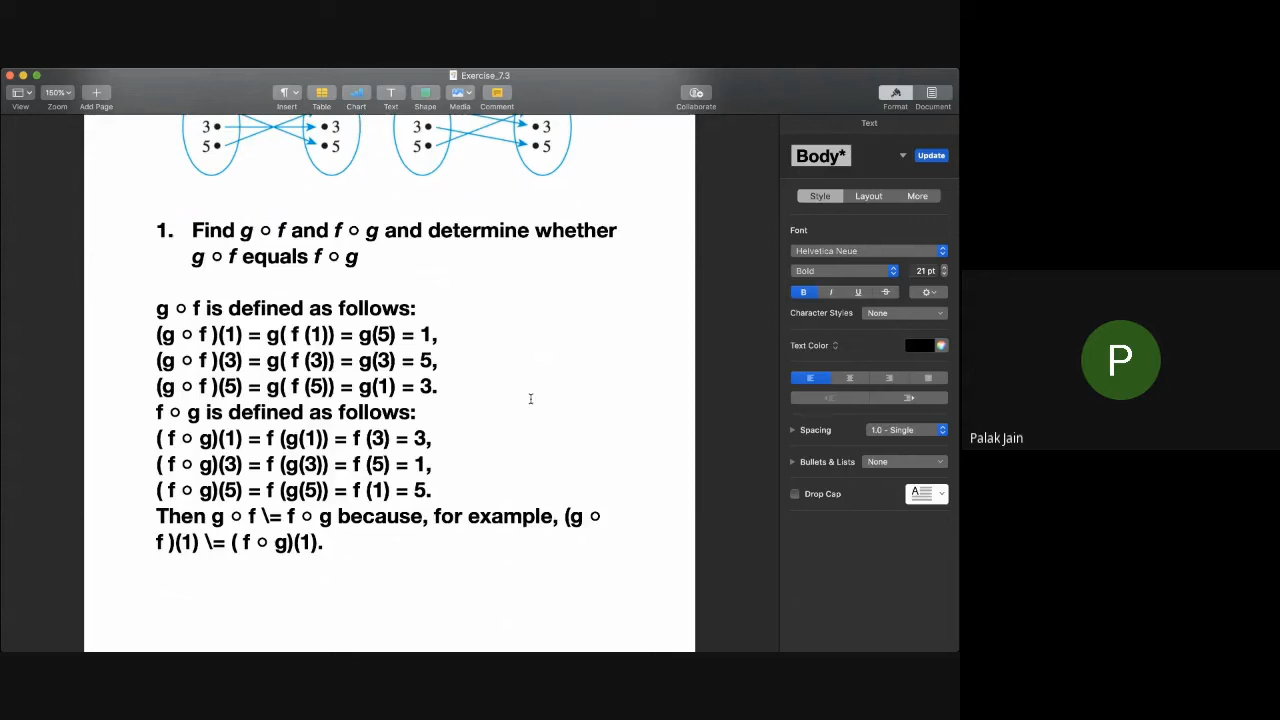 Exercise_7.3
150%
View Zoom Add Page Insert Table Chart Text Shape Media Comment Collaborate Format Document
Text
3 3 3 3
5 5 5 5
Body* Update
Style Layout More
Font
Helvetica Neue
Bold 21 pt
B I U S
Character Styles None
Text Color
Spacing 1.0 - Single
Bullets & Lists None
Drop Cap A
1. Find g ∘ f and f ∘ g and determine whether
g ∘ f equals f ∘ g
g ∘ f is defined as follows:
(g ∘ f )(1) = g( f (1)) = g(5) = 1,
(g ∘ f )(3) = g( f (3)) = g(3) = 5,
(g ∘ f )(5) = g( f (5)) = g(1) = 3.
f ∘ g is defined as follows:
( f ∘ g)(1) = f (g(1)) = f (3) = 3,
( f ∘ g)(3) = f (g(3)) = f (5) = 1,
( f ∘ g)(5) = f (g(5)) = f (1) = 5.
Then g ∘ f \= f ∘ g because, for example, (g ∘
f )(1) \= ( f ∘ g)(1).
P
Palak Jain